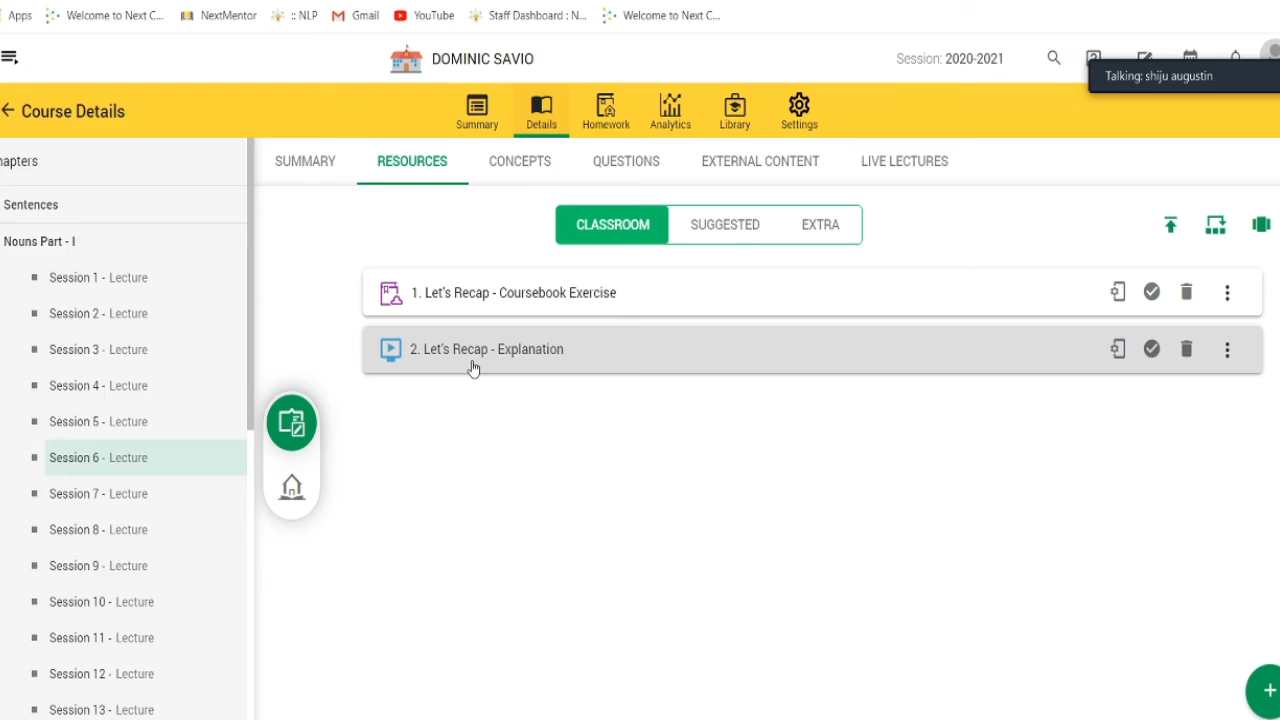 Apps Welcome to Next C... NextMentor :: NLP Gmail YouTube Staff Dashboard : N... Welcome to Next C...
DOMINIC SAVIO
Session: 2020-2021
Talking: shiju augustin
Course Details
Summary Details Homework Analytics Library Settings
hapters
SUMMARY RESOURCES CONCEPTS QUESTIONS EXTERNAL CONTENT LIVE LECTURES
Sentences
CLASSROOM SUGGESTED EXTRA
Nouns Part - I
Session 1 - Lecture
Session 2 - Lecture
Session 3 - Lecture
Session 4 - Lecture
Session 5 - Lecture
Session 6 - Lecture
Session 7 - Lecture
Session 8 - Lecture
Session 9 - Lecture
Session 10 - Lecture
Session 11 - Lecture
Session 12 - Lecture
Session 13 - Lecture
1. Let's Recap - Coursebook Exercise
2. Let's Recap - Explanation